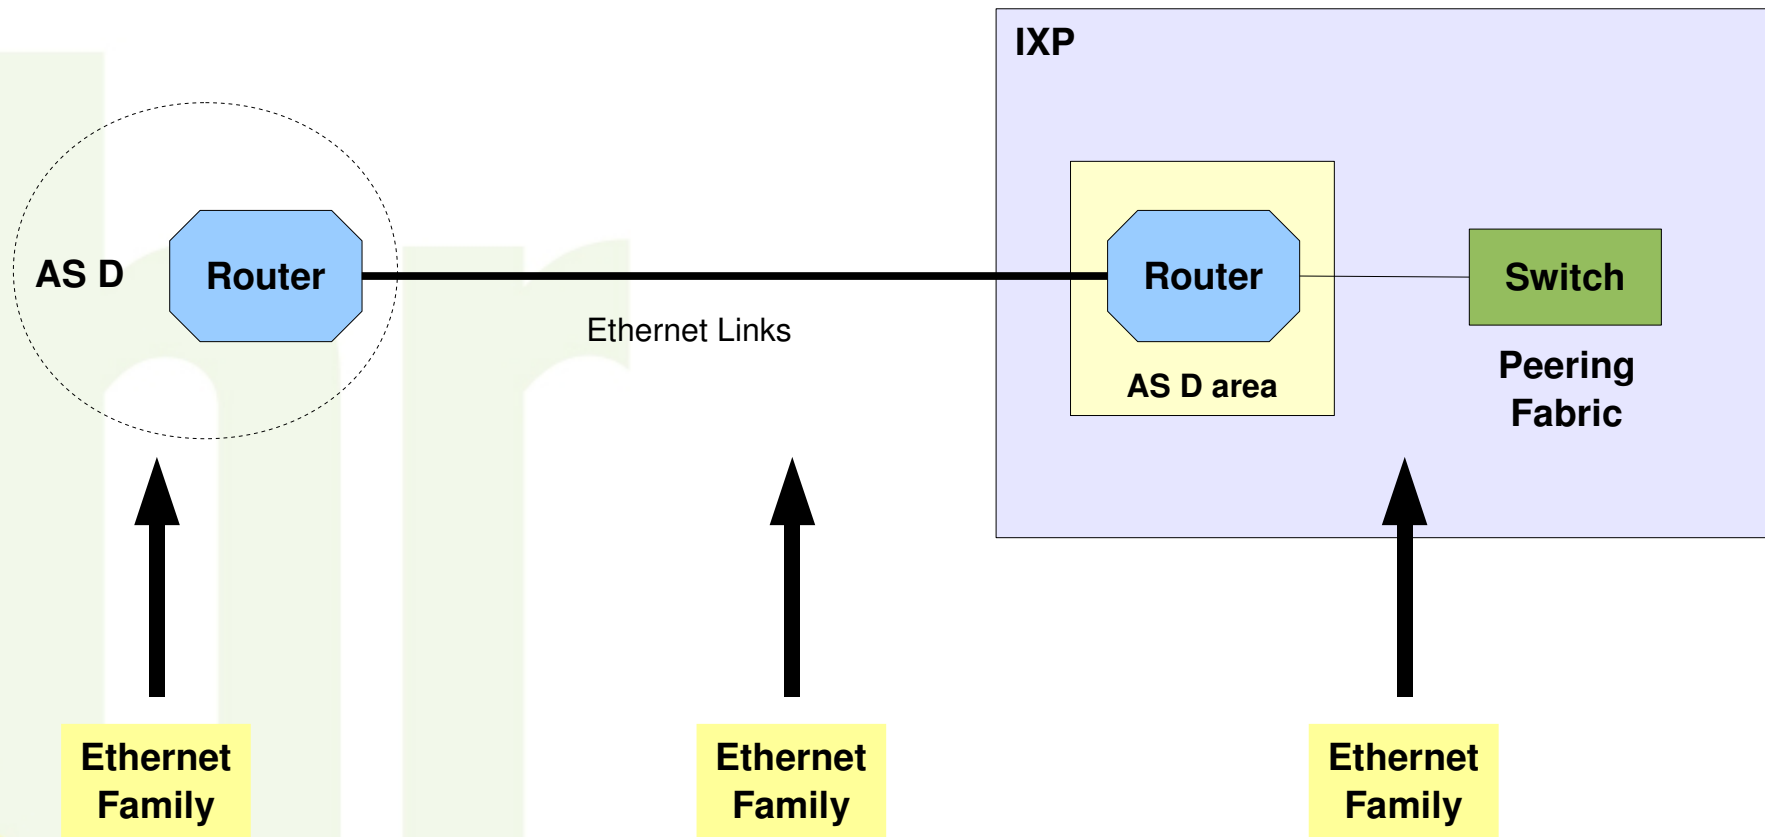 IXP
AS D
Router
Ethernet Links
Router
AS D area
Switch
Peering
Fabric
Ethernet
Family
Ethernet
Family
Ethernet
Family